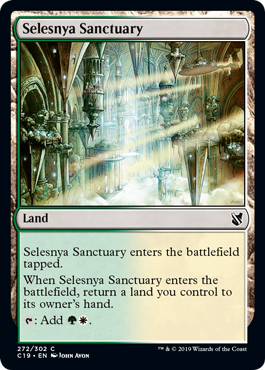 Selesnya Sanctuary
Land
Selesnya Sanctuary enters the battlefield
tapped.
When Selesnya Sanctuary enters the
battlefield, return a land you control to
its owner's hand.
: Add .
272/302 C
C19 • EN JOHN AVON
™ & © 2019 Wizards of the Coast